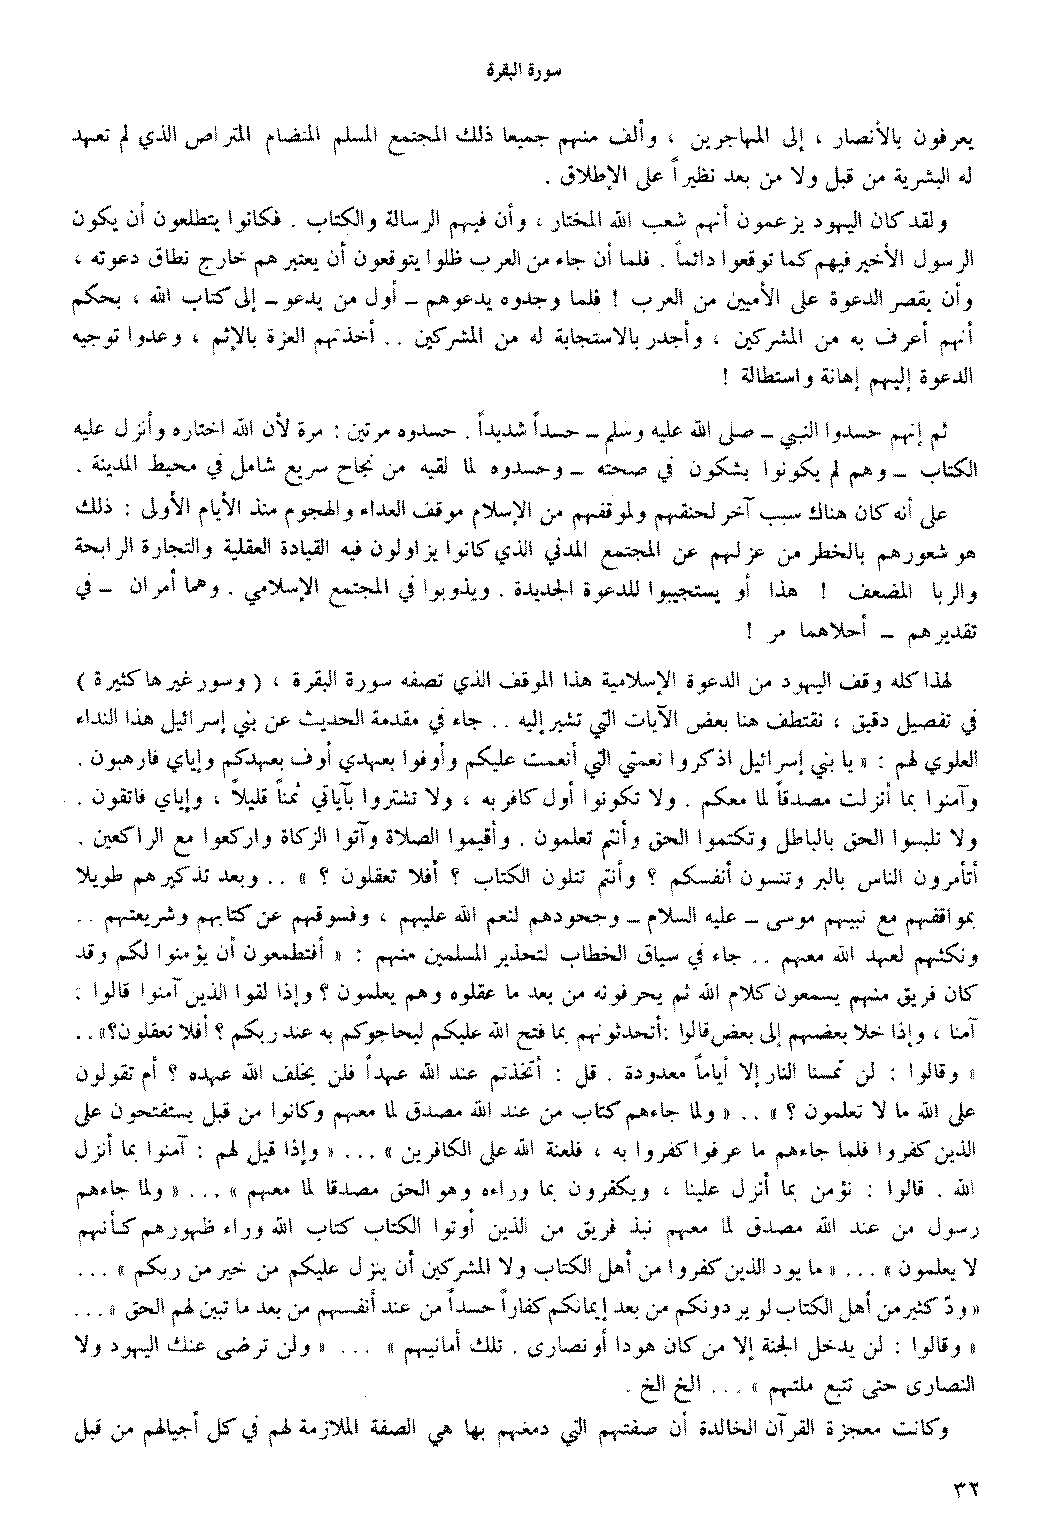 سورة البقرة
يعرفون بالأنصار ، إلى المهاجرين ، وألف منهم جميعا ذلك المجتمع المسلم المتضام المتراص الذي لم تعهد
له البشرية من قبل ولا من بعد نظيراً على الإطلاق .
ولقد كان اليهود يزعمون أنهم شعب الله المختار ، وأن فيهم الرسالة والكتاب . فكانوا يتطلعون أن يكون
الرسول الأخير فيهم كما توقعوا دائماً . فلما أن جاء من العرب ظلوا يتوقعون أن يعتبرهم خارج نطاق دعوته ،
وأن يقصر الدعوة على الأميين من العرب ! فلما وجدوه يدعوهم – أول من يدعو – إلى كتاب الله ، بحكم
أنهم أعرف به من المشركين ، وأجدر بالاستجابة له من المشركين .. أخذتهم العزة بالإثم ، وعدوا توجيه
الدعوة إليهم إهانة واستطالة !
ثم إنهم حسدوا النبي – صلى الله عليه وسلم – حسداً شديداً . حسدوه مرتين : مرة لأن الله اختاره وأنزل عليه
الكتاب – وهم لم يكونوا يشكون في صحته – وحسدوه لما لقيه من نجاح سريع شامل في محيط المدينة .
على أنه كان هناك سبب آخر لحنقهم ولموقفهم من الإسلام موقف العداء والهجوم منذ الأيام الأولى : ذلك
هو شعورهم بالخطر من عزلهم عن المجتمع المدني الذي كانوا يزاولون فيه القيادة العقلية والتجارة الرابحة
والربا المضعف ! هذا أو يستجيبوا للدعوة الجديدة . ويذوبوا في المجتمع الإسلامي . وهما أمران – في
تقديرهم – أحلاهما مر !
لهذا كله وقف اليهود من الدعوة الإسلامية هذا الموقف الذي تصفه سورة البقرة ، ( وسور غيرها كثيرة )
في تفصيل دقيق ، نقتطف هنا بعض الآيات التي تشير إليه .. جاء في مقدمة الحديث عن بني إسرائيل هذا النداء
العلوي لهم : « يا بني إسرائيل اذكروا نعمتي التي أنعمت عليكم وأوفوا بعهدي أوف بعهدكم وإياي فارهبون .
وآمنوا بما أنزلت مصدقاً لما معكم . ولا تكونوا أول كافر به ، ولا تشتروا بآياتي ثمناً قليلاً ، وإياي فاتقون .
ولا تلبسوا الحق بالباطل وتكتموا الحق وأنتم تعلمون . وأقيموا الصلاة وآتوا الزكاة واركعوا مع الراكعين .
أتأمرون الناس بالبر وتنسون أنفسكم ؟ وأنتم تتلون الكتاب ؟ أفلا تعقلون ؟ » .. وبعد تذكيرهم طويلا
بمواقفهم مع نبيهم موسى – عليه السلام – وجحودهم لنعم الله عليهم ، وفسوقهم عن كتابهم وشريعتهم ..
ونكثهم لعهد الله معهم .. جاء في سياق الخطاب لتحذير المسلمين منهم : « أفتطمعون أن يؤمنوا لكم وقد
كان فريق منهم يسمعون كلام الله ثم يحرفونه من بعد ما عقلوه وهم يعلمون ؟ وإذا لقوا الذين آمنوا قالوا :
آمنا ، وإذا خلا بعضهم إلى بعض قالوا : أتحدثونهم بما فتح الله عليكم ليحاجوكم به عند ربكم ؟ أفلا تعقلون؟» ..
« وقالوا : لن تمسنا النار إلا أياماً معدودة . قل : أتخذتم عند الله عهداً فلن يخلف الله عهده ؟ أم تقولون
على الله ما لا تعلمون ؟ » .. « ولما جاءهم كتاب من عند الله مصدق لما معهم وكانوا من قبل يستفتحون على
الذين كفروا فلما جاءهم ما عرفوا كفروا به ، فلعنة الله على الكافرين » ... « وإذا قيل لهم : آمنوا بما أنزل
الله . قالوا : نؤمن بما أنزل علينا ، ويكفرون بما وراءه وهو الحق مصدقا لما معهم » ... « ولما جاءهم
رسول من عند الله مصدق لما معهم نبذ فريق من الذين أوتوا الكتاب كتاب الله وراء ظهورهم كأنهم
لا يعلمون » ... « ما يود الذين كفروا من أهل الكتاب ولا المشركين أن ينزل عليكم من خير من ربكم » ...
« ودّ كثير من أهل الكتاب لو يردونكم من بعد إيمانكم كفاراً حسداً من عند أنفسهم من بعد ما تبين لهم الحق » ...
« وقالوا : لن يدخل الجنة إلا من كان هودا أو نصارى . تلك أمانيهم » ... « ولن ترضى عنك اليهود ولا
النصارى حتى تتبع ملتهم » ... الخ الخ .
وكانت معجزة القرآن الخالدة أن صفتهم التي دمغهم بها هي الصفة الملازمة لهم في كل أجيالهم من قبل
٣٢